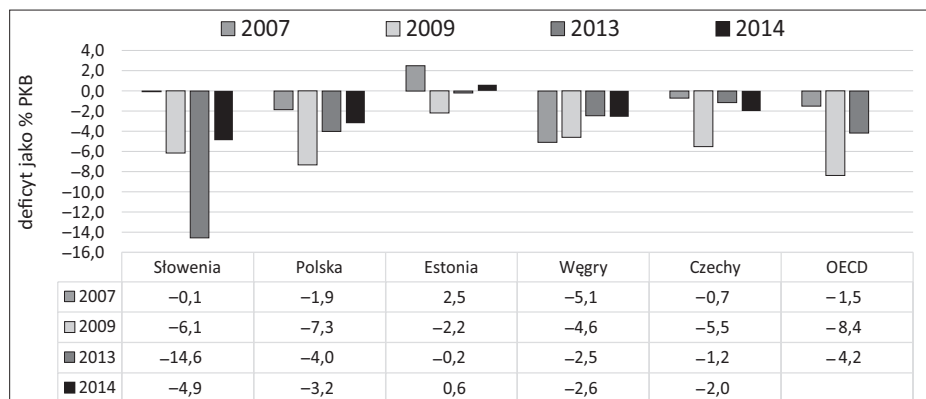 2007 2009 2013 2014
deficyt jako % PKB
4,0
2,0
0,0
−2,0
−4,0
−6,0
−8,0
−10,0
−12,0
−14,0
−16,0
Słowenia Polska Estonia Węgry Czechy OECD
2007 −0,1 −1,9 2,5 −5,1 −0,7 −1,5
2009 −6,1 −7,3 −2,2 −4,6 −5,5 −8,4
2013 −14,6 −4,0 −0,2 −2,5 −1,2 −4,2
2014 −4,9 −3,2 0,6 −2,6 −2,0